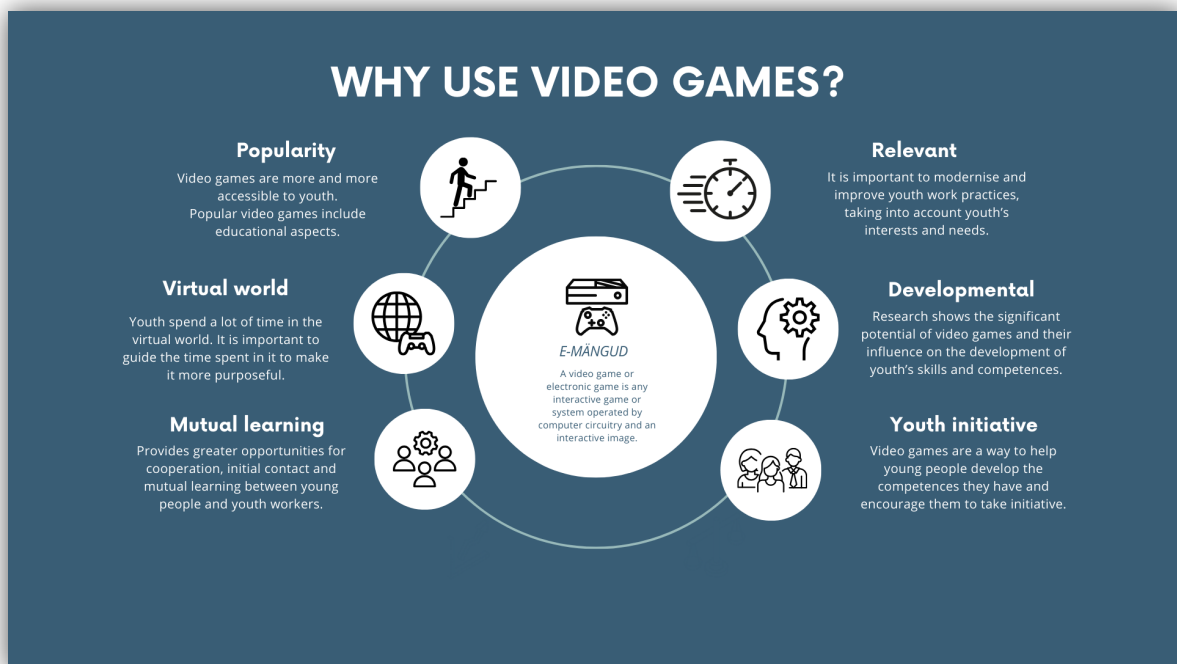 WHY USE VIDEO GAMES?
Popularity
Video games are more and more
accessible to youth.
Popular video games include
educational aspects.
Virtual world
Youth spend a lot of time in the
virtual world. It is important to
guide the time spent in it to make
it more purposeful.
Mutual learning
Provides greater opportunities for
cooperation, initial contact and
mutual learning between young
people and youth workers.
E-MÄNGUD
A video game or
electronic game is any
interactive game or
system operated by
computer circuitry and an
interactive image.
Relevant
It is important to modernise and
improve youth work practices,
taking into account youth's
interests and needs.
Developmental
Research shows the significant
potential of video games and their
influence on the development of
youth's skills and competences.
Youth initiative
Video games are a way to help
young people develop the
competences they have and
encourage them to take initiative.